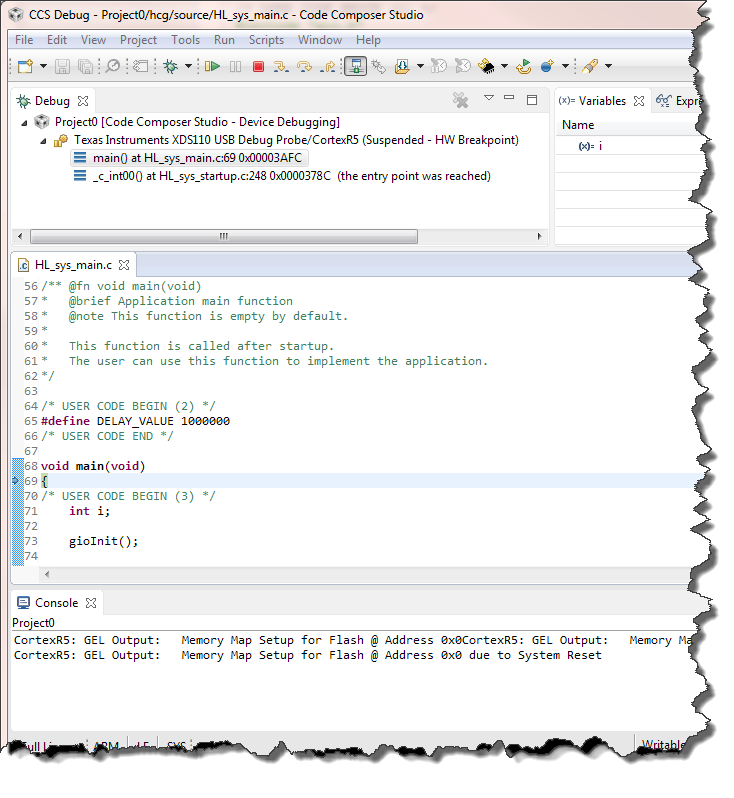 CCS Debug - Project0/hcg/source/HL_sys_main.c - Code Composer Studio
File Edit View Project Tools Run Scripts Window Help
Debug
Project0 [Code Composer Studio - Device Debugging]
Texas Instruments XDS110 USB Debug Probe/CortexR5 (Suspended - HW Breakpoint)
main() at HL_sys_main.c:69 0x00003AFC
_c_int00() at HL_sys_startup.c:248 0x0000378C (the entry point was reached)
(x)= Variables Expre
Name
(x)= i
HL_sys_main.c
56 /** @fn void main(void)
57 * @brief Application main function
58 * @note This function is empty by default.
59 *
60 * This function is called after startup.
61 * The user can use this function to implement the application.
62 */
63
64 /* USER CODE BEGIN (2) */
65 #define DELAY_VALUE 1000000
66 /* USER CODE END */
67
68 void main(void)
69 {
70 /* USER CODE BEGIN (3) */
71 int i;
72
73 gioInit();
74
Console
Project0
CortexR5: GEL Output: Memory Map Setup for Flash @ Address 0x0CortexR5: GEL Output: Memory Ma
CortexR5: GEL Output: Memory Map Setup for Flash @ Address 0x0 due to System Reset
Writable